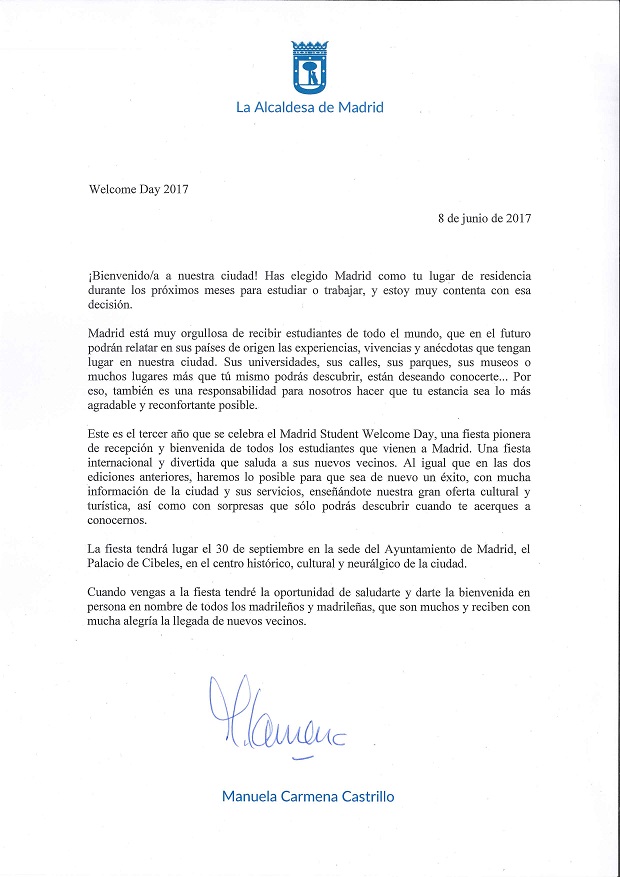 La Alcaldesa de Madrid
Welcome Day 2017
8 de junio de 2017
¡Bienvenido/a a nuestra ciudad! Has elegido Madrid como tu lugar de residencia
durante los próximos meses para estudiar o trabajar, y estoy muy contenta con esa
decisión.
Madrid está muy orgullosa de recibir estudiantes de todo el mundo, que en el futuro
podrán relatar en sus países de origen las experiencias, vivencias y anécdotas que tengan
lugar en nuestra ciudad. Sus universidades, sus calles, sus parques, sus museos o
muchos lugares más que tú mismo podrás descubrir, están deseando conocerte... Por
eso, también es una responsabilidad para nosotros hacer que tu estancia sea lo más
agradable y reconfortante posible.
Este es el tercer año que se celebra el Madrid Student Welcome Day, una fiesta pionera
de recepción y bienvenida de todos los estudiantes que vienen a Madrid. Una fiesta
internacional y divertida que saluda a sus nuevos vecinos. Al igual que en las dos
ediciones anteriores, haremos lo posible para que sea de nuevo un éxito, con mucha
información de la ciudad y sus servicios, enseñándote nuestra gran oferta cultural y
turística, así como con sorpresas que sólo podrás descubrir cuando te acerques a
conocernos.
La fiesta tendrá lugar el 30 de septiembre en la sede del Ayuntamiento de Madrid, el
Palacio de Cibeles, en el centro histórico, cultural y neurálgico de la ciudad.
Cuando vengas a la fiesta tendré la oportunidad de saludarte y darte la bienvenida en
persona en nombre de todos los madrileños y madrileñas, que son muchos y reciben con
mucha alegría la llegada de nuevos vecinos.
M. Carmena
Manuela Carmena Castrillo